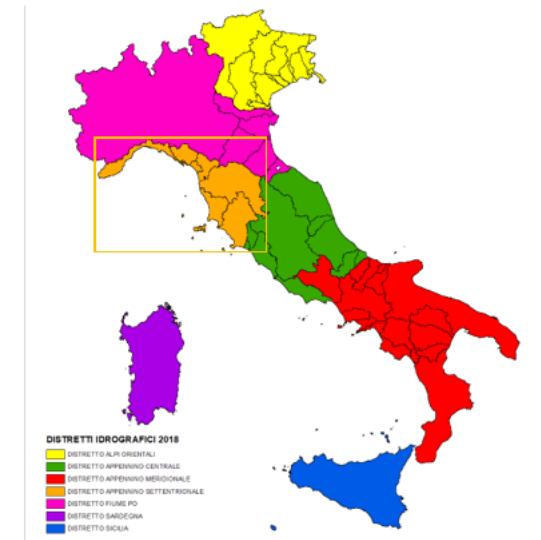 DISTRETTI IDROGRAFICI 2018
DISTRETTO ALPI ORIENTALI
DISTRETTO APPENNINO CENTRALE
DISTRETTO APPENNINO MERIDIONALE
DISTRETTO APPENNINO SETTENTRIONALE
DISTRETTO FIUME PO
DISTRETTO SARDEGNA
DISTRETTO SICILIA